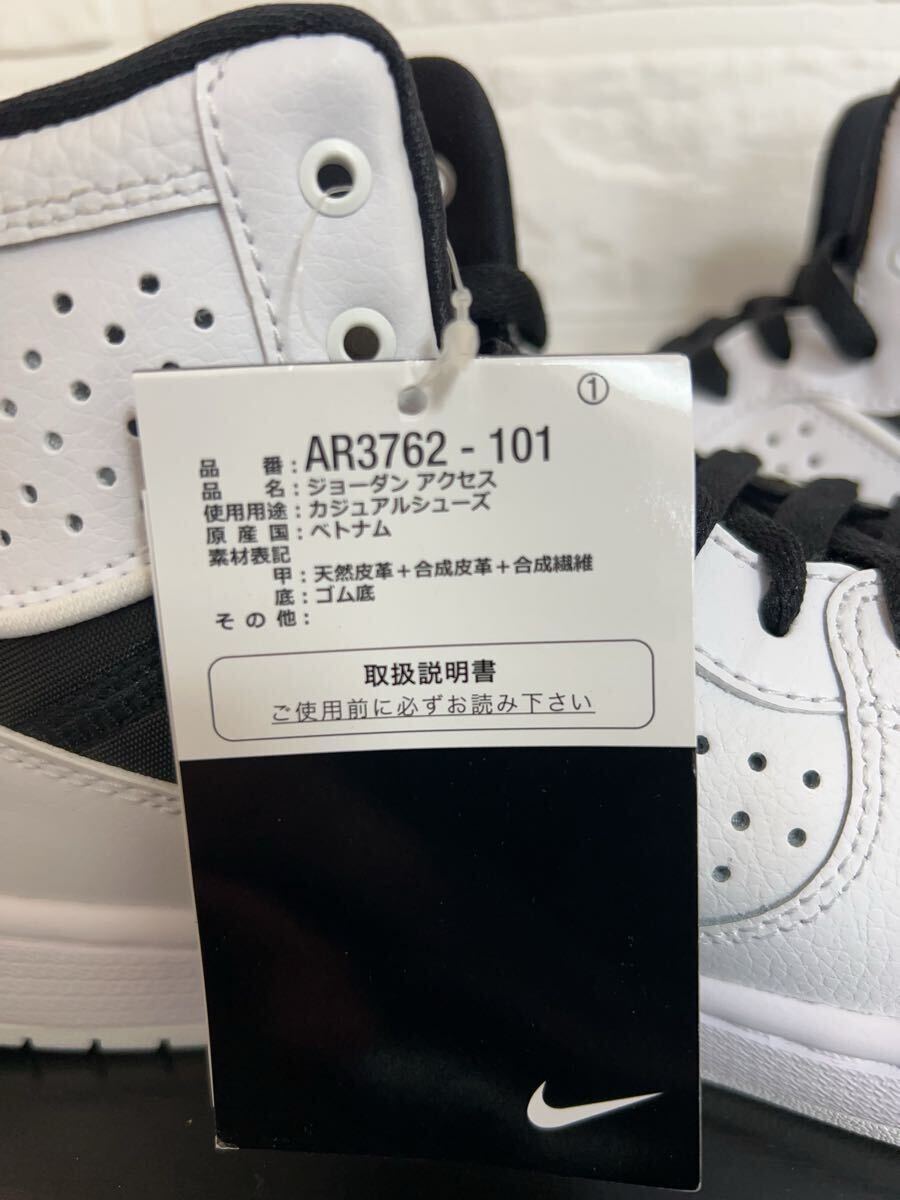 ①
品 番：AR3762 - 101
品 名：ジョーダン アクセス
使用用途：カジュアルシューズ
原 産 国：ベトナム
素材表記
甲：天然皮革＋合成皮革＋合成繊維
底：ゴム底
そ の 他：
取扱説明書
ご使用前に必ずお読み下さい